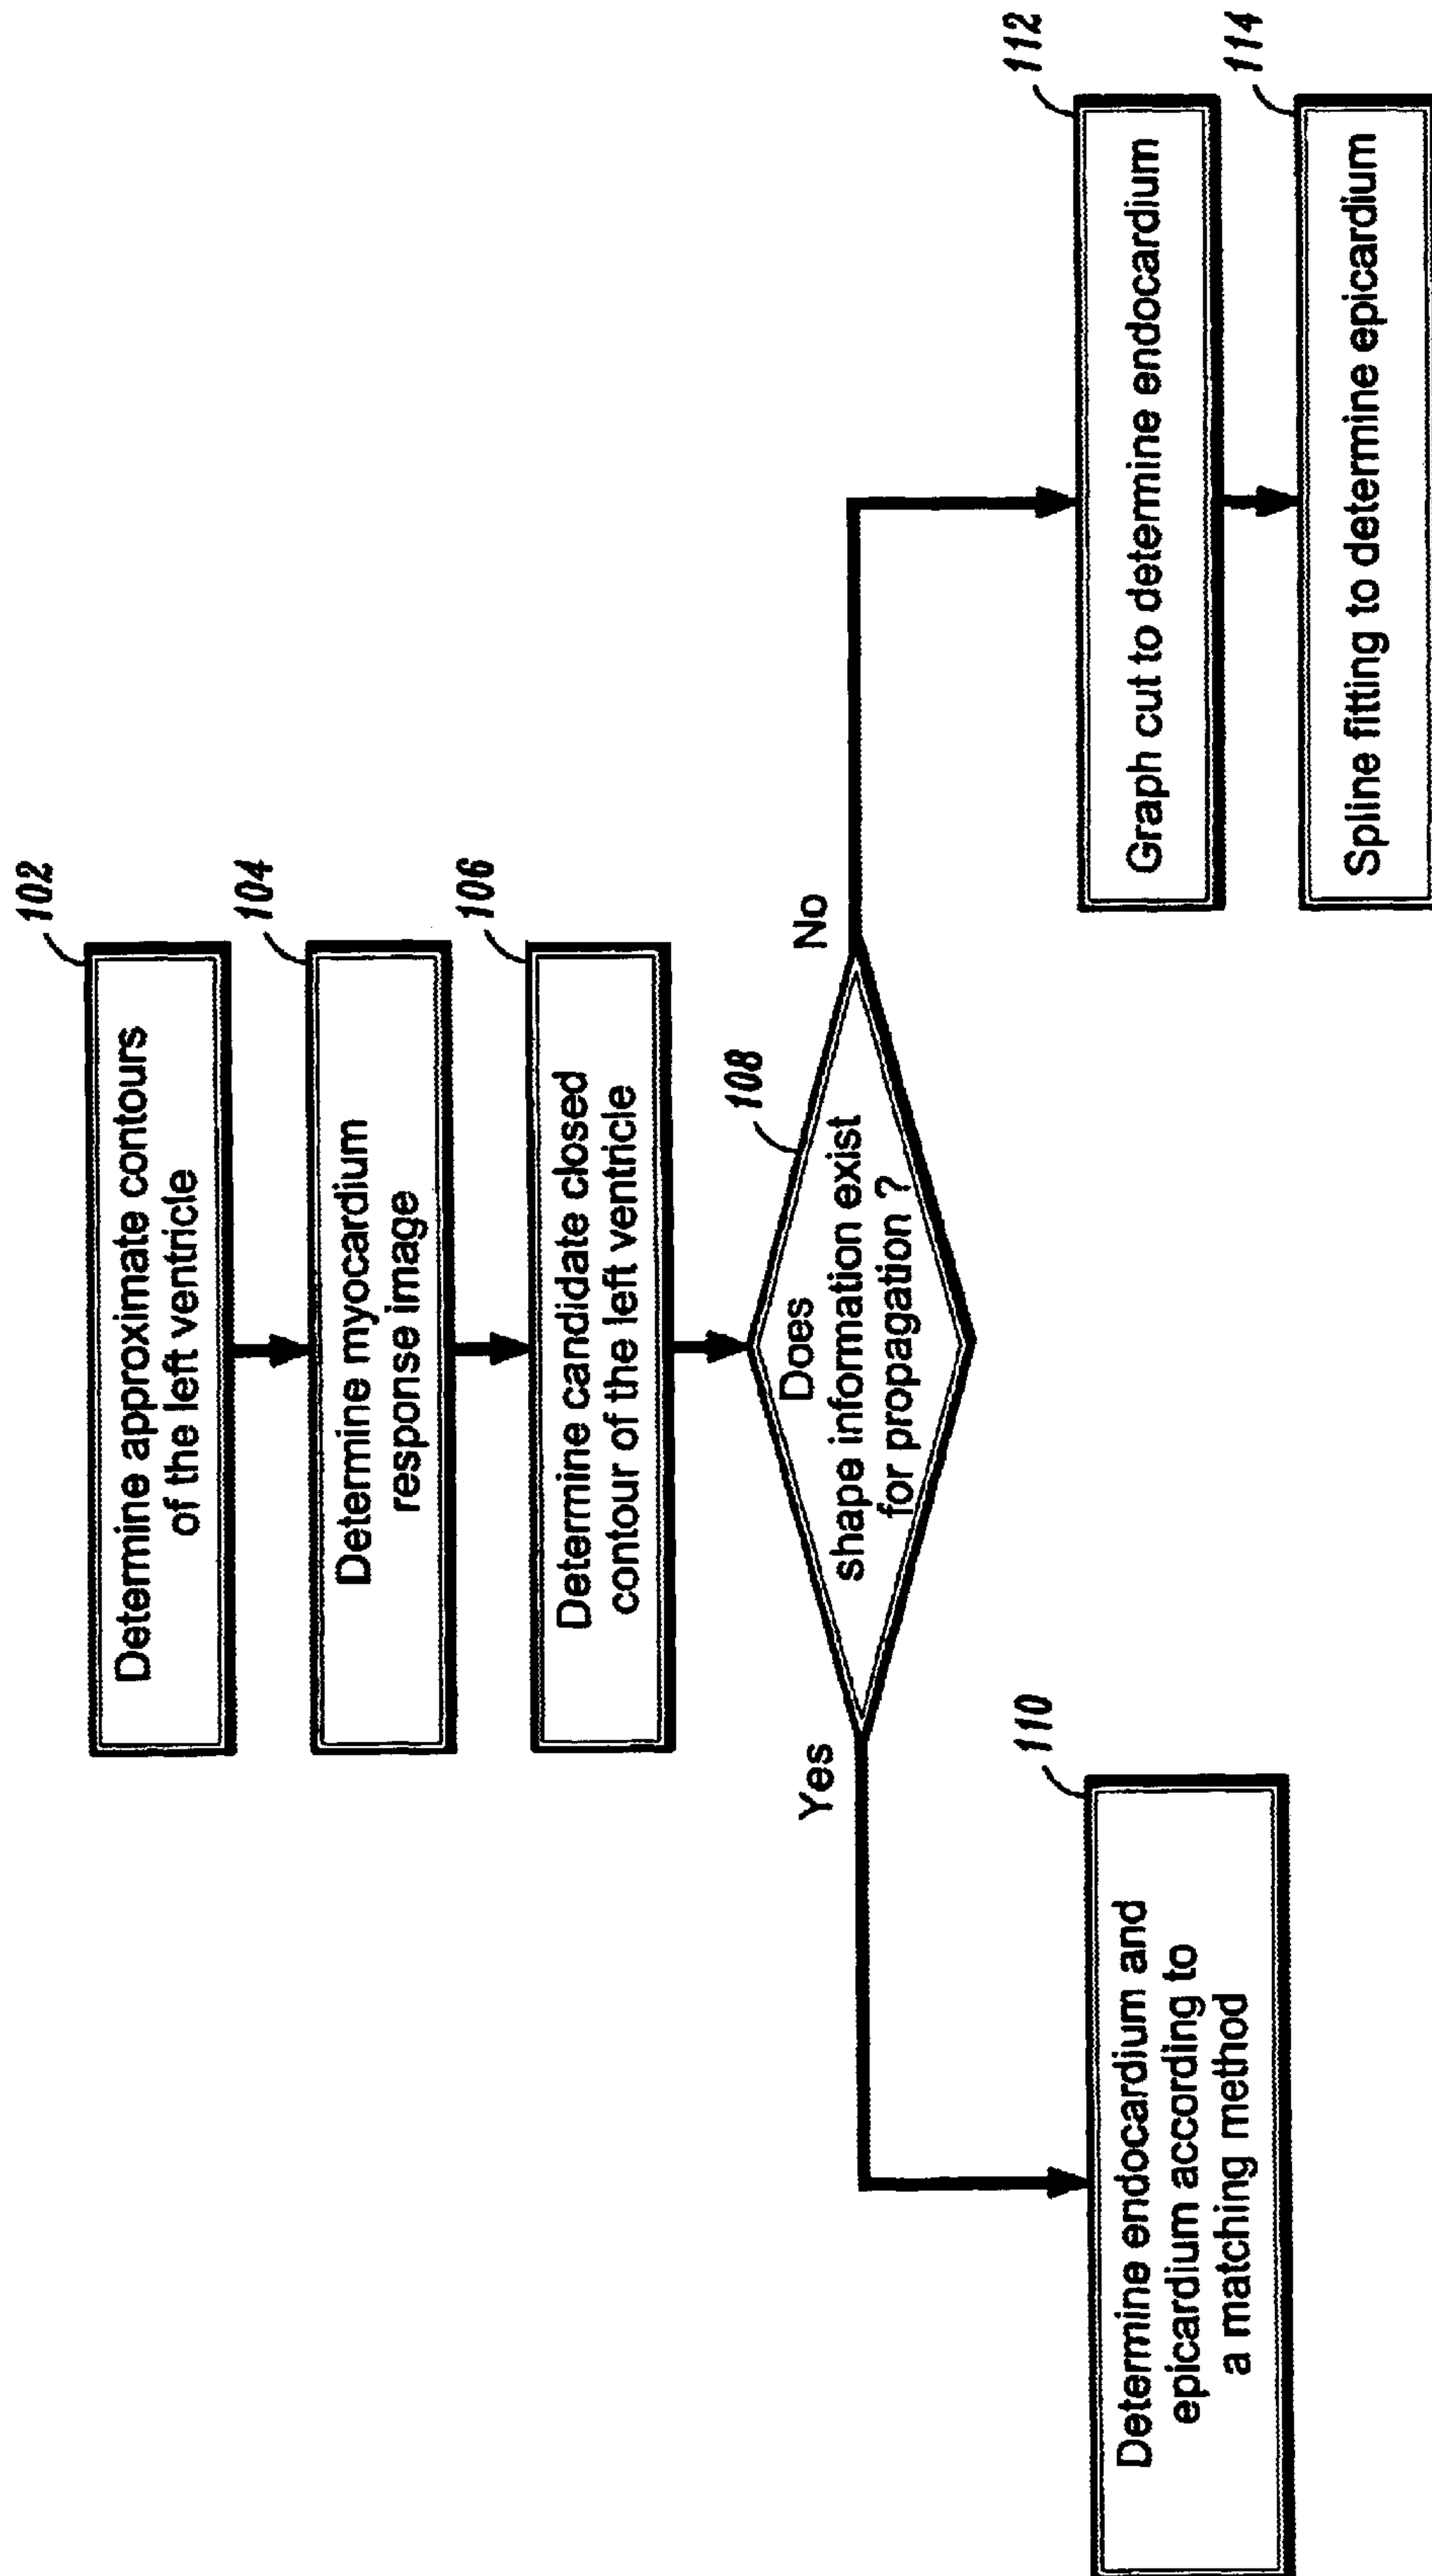 102
Determine approximate contours
of the left ventricle
104
Determine myocardium
response image
106
Determine candidate closed
contour of the left ventricle
108
Does
shape information exist
for propagation ?
Yes
No
110
Determine endocardium and
epicardium according to
a matching method
112
Graph cut to determine endocardium
114
Spline fitting to determine epicardium